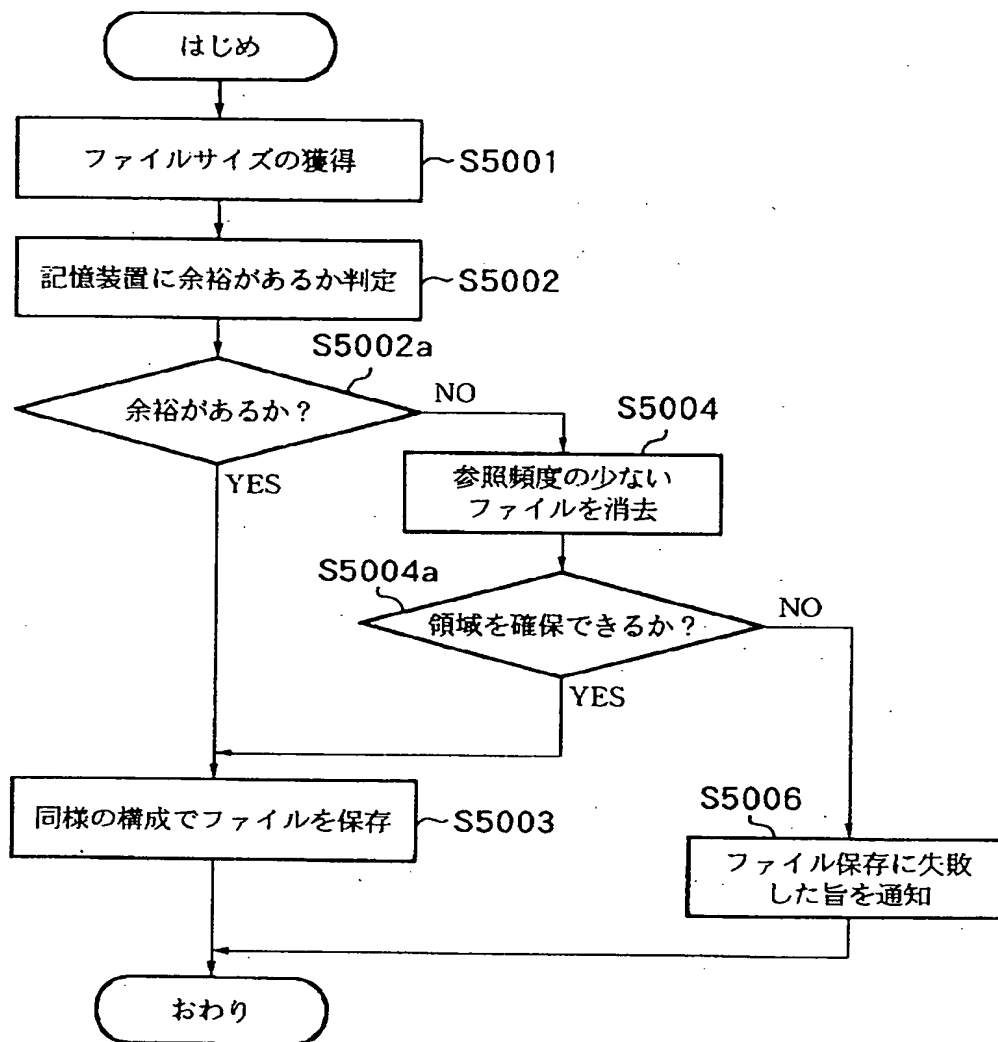 はじめ
ファイルサイズの獲得
S5001
記憶装置に余裕があるか判定
S5002
S5002a
余裕があるか？
NO
YES
S5004
参照頻度の少ない
ファイルを消去
S5004a
領域を確保できるか？
NO
YES
同様の構成でファイルを保存
S5003
S5006
ファイル保存に失敗
した旨を通知
おわり